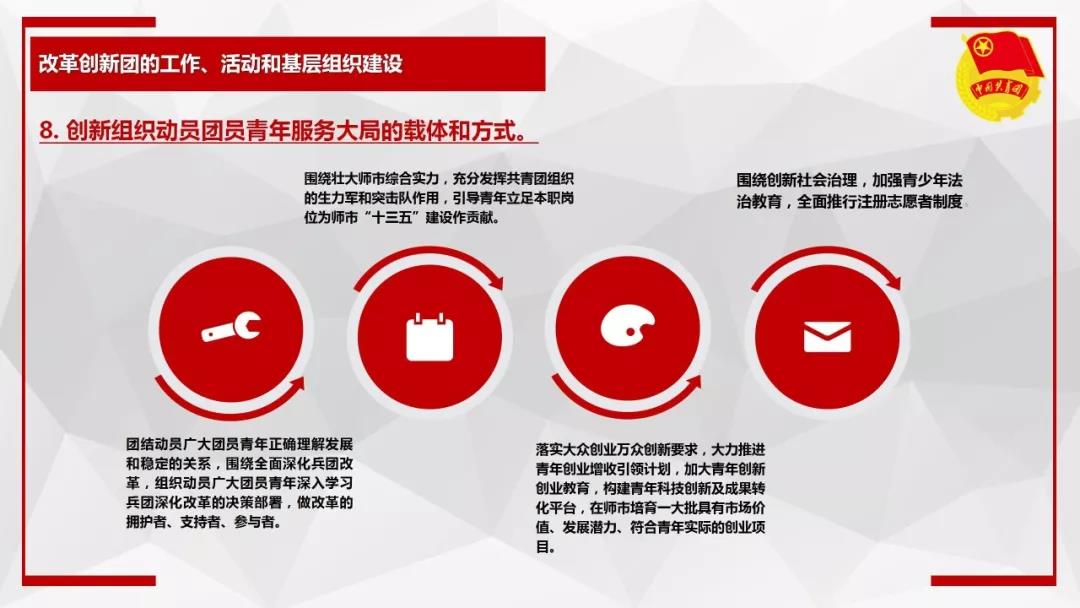 改革创新团的工作、活动和基层组织建设
中国共青团
8. 创新组织动员团员青年服务大局的载体和方式。
围绕壮大师市综合实力，充分发挥共青团组织
的生力军和突击队作用，引导青年立足本职岗
位为师市“十三五”建设作贡献。
围绕创新社会治理，加强青少年法
治教育，全面推行注册志愿者制度。
团结动员广大团员青年正确理解发展
和稳定的关系，围绕全面深化兵团改
革，组织动员广大团员青年深入学习
兵团深化改革的决策部署，做改革的
拥护者、支持者、参与者。
落实大众创业万众创新要求，大力推进
青年创业增收引领计划，加大青年创新
创业教育，构建青年科技创新及成果转
化平台，在师市培育一大批具有市场价
值、发展潜力、符合青年实际的创业项
目。